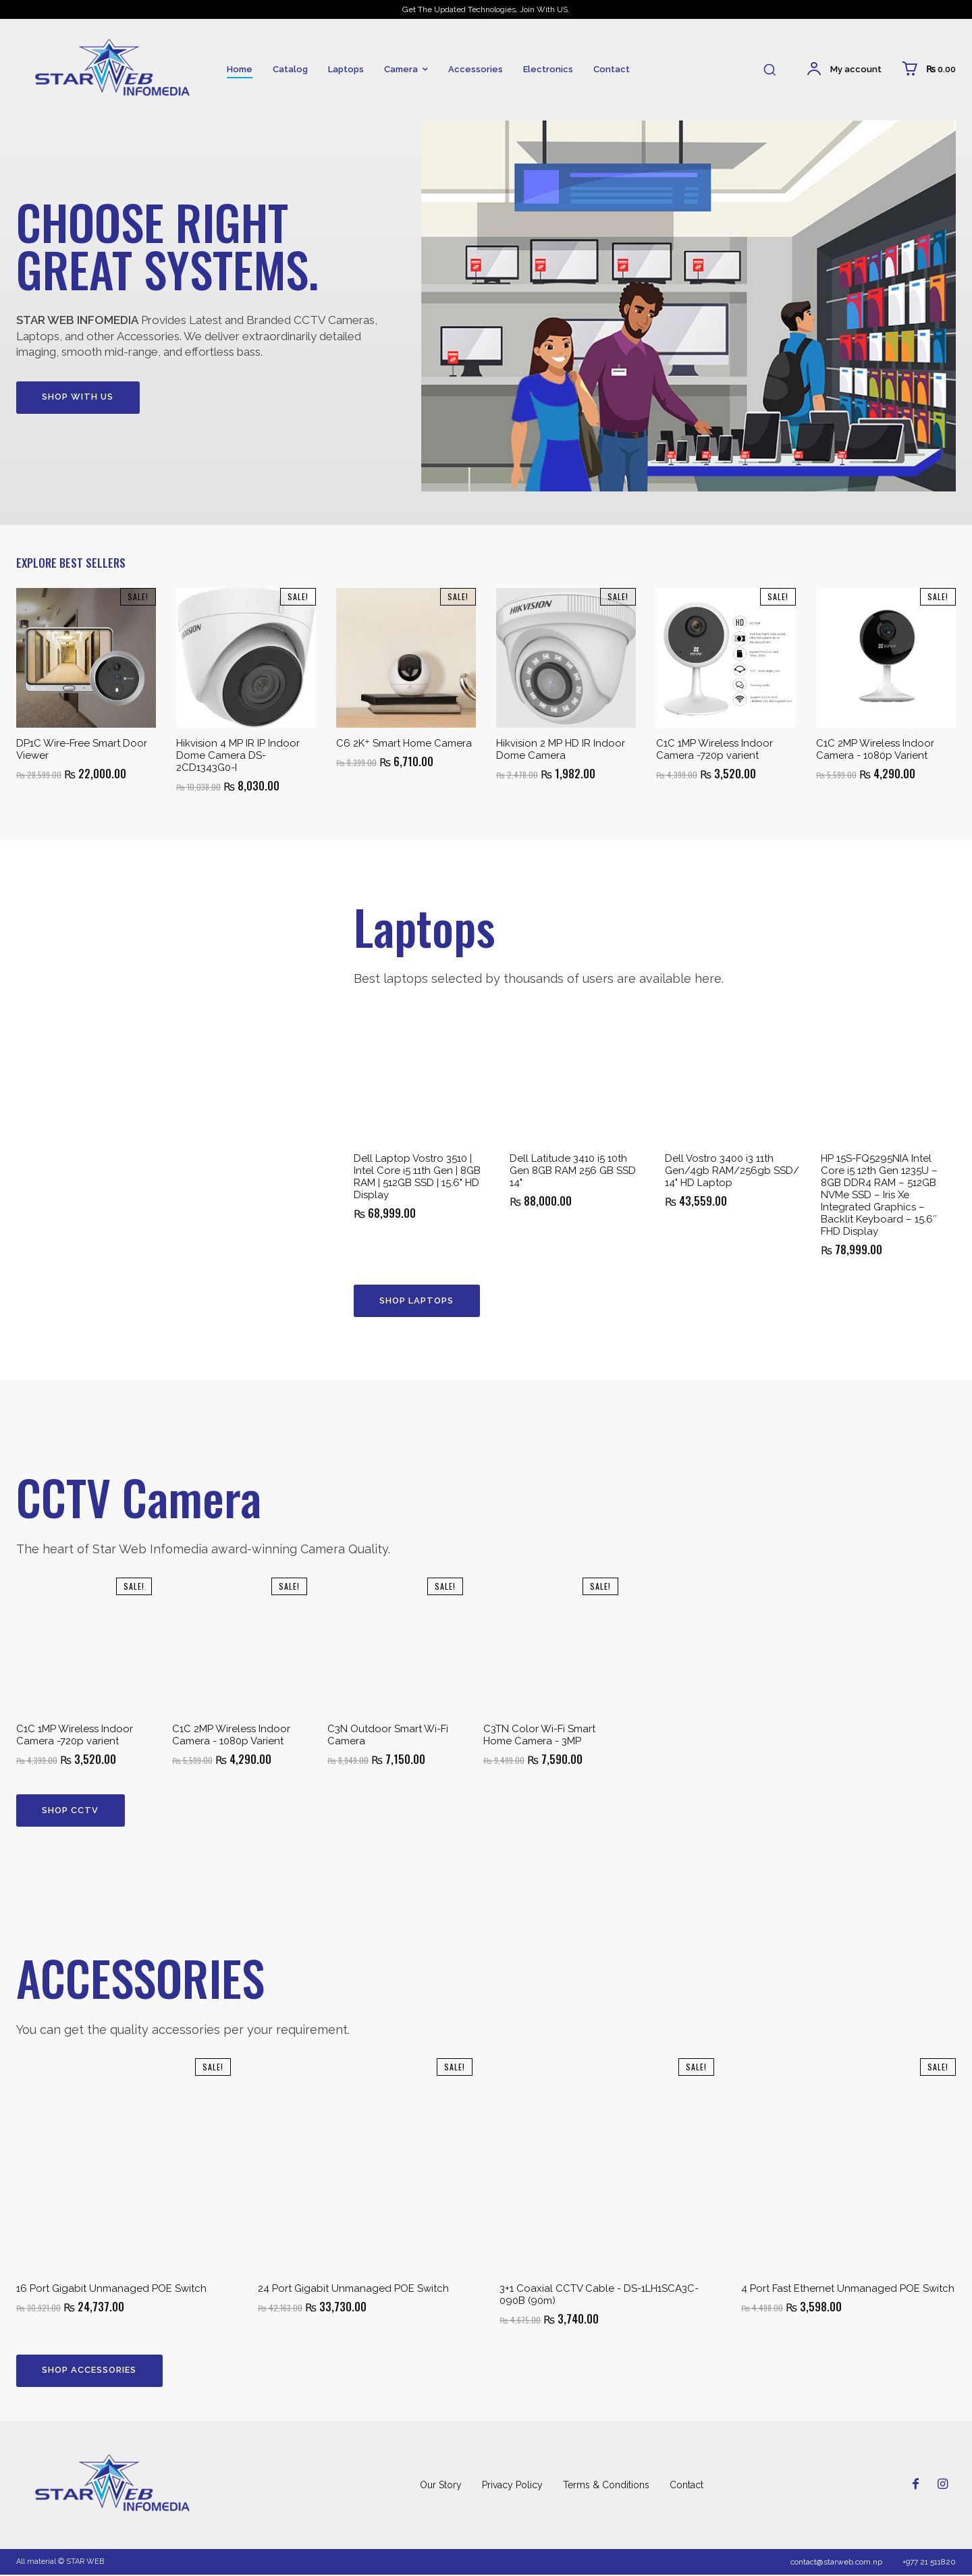 Get The Updated Technologies, Join With US.
STAR WEB
INFOMEDIA
Home Catalog Laptops Camera Accessories Electronics Contact
My account
₨ 0.00
CHOOSE RIGHT
GREAT SYSTEMS.
STAR WEB INFOMEDIA Provides Latest and Branded CCTV Cameras,
Laptops, and other Accessories. We deliver extraordinarily detailed
imaging, smooth mid-range, and effortless bass.
SHOP WITH US
EXPLORE BEST SELLERS
SALE!
DP1C Wire-Free Smart Door
Viewer
₨ 28,599.00 ₨ 22,000.00
SALE!
Hikvision 4 MP IR IP Indoor
Dome Camera DS-
2CD1343G0-I
₨ 10,038.00 ₨ 8,030.00
SALE!
C6 2K⁺ Smart Home Camera
₨ 8,399.00 ₨ 6,710.00
SALE!
HIKVISION
Hikvision 2 MP HD IR Indoor
Dome Camera
₨ 2,478.00 ₨ 1,982.00
SALE!
HD
C1C 1MP Wireless Indoor
Camera -720p varient
₨ 4,399.00 ₨ 3,520.00
SALE!
C1C 2MP Wireless Indoor
Camera - 1080p Varient
₨ 5,599.00 ₨ 4,290.00
Laptops
Best laptops selected by thousands of users are available here.
Dell Laptop Vostro 3510 |
Intel Core i5 11th Gen | 8GB
RAM | 512GB SSD | 15.6" HD
Display
₨ 68,999.00
Dell Latitude 3410 i5 10th
Gen 8GB RAM 256 GB SSD
14"
₨ 88,000.00
Dell Vostro 3400 i3 11th
Gen/4gb RAM/256gb SSD/
14" HD Laptop
₨ 43,559.00
HP 15S-FQ5295NIA Intel
Core i5 12th Gen 1235U –
8GB DDR4 RAM – 512GB
NVMe SSD – Iris Xe
Integrated Graphics –
Backlit Keyboard – 15.6″
FHD Display
₨ 78,999.00
SHOP LAPTOPS
CCTV Camera
The heart of Star Web Infomedia award-winning Camera Quality.
SALE!
C1C 1MP Wireless Indoor
Camera -720p varient
₨ 4,399.00 ₨ 3,520.00
SALE!
C1C 2MP Wireless Indoor
Camera - 1080p Varient
₨ 5,599.00 ₨ 4,290.00
SALE!
C3N Outdoor Smart Wi-Fi
Camera
₨ 8,949.00 ₨ 7,150.00
SALE!
C3TN Color Wi-Fi Smart
Home Camera - 3MP
₨ 9,499.00 ₨ 7,590.00
SHOP CCTV
ACCESSORIES
You can get the quality accessories per your requirement.
SALE!
16 Port Gigabit Unmanaged POE Switch
₨ 30,921.00 ₨ 24,737.00
SALE!
24 Port Gigabit Unmanaged POE Switch
₨ 42,163.00 ₨ 33,730.00
SALE!
3+1 Coaxial CCTV Cable - DS-1LH1SCA3C-
090B (90m)
₨ 4,675.00 ₨ 3,740.00
SALE!
4 Port Fast Ethernet Unmanaged POE Switch
₨ 4,498.00 ₨ 3,598.00
SHOP ACCESSORIES
STAR WEB
INFOMEDIA
Our Story Privacy Policy Terms & Conditions Contact
All material © STAR WEB
contact@starweb.com.np +977 21 511820